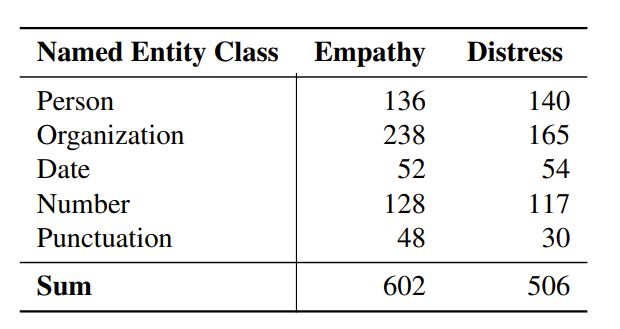 Named Entity Class Empathy Distress
Person 136 140
Organization 238 165
Date 52 54
Number 128 117
Punctuation 48 30
Sum 602 506